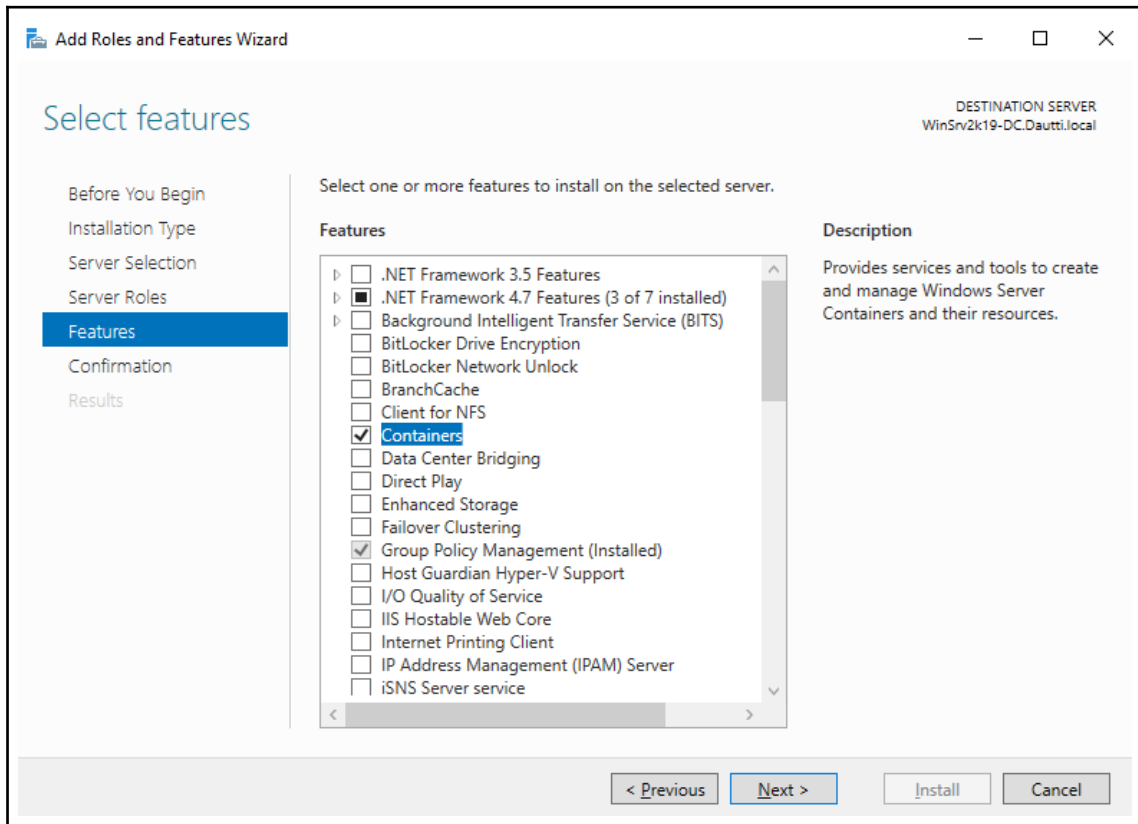 Add Roles and Features Wizard
Select features
DESTINATION SERVER
WinSrv2k19-DC.Dautti.local
Before You Begin
Installation Type
Server Selection
Server Roles
Features
Confirmation
Results
Select one or more features to install on the selected server.
Features
.NET Framework 3.5 Features
.NET Framework 4.7 Features (3 of 7 installed)
Background Intelligent Transfer Service (BITS)
BitLocker Drive Encryption
BitLocker Network Unlock
BranchCache
Client for NFS
Containers
Data Center Bridging
Direct Play
Enhanced Storage
Failover Clustering
Group Policy Management (Installed)
Host Guardian Hyper-V Support
I/O Quality of Service
IIS Hostable Web Core
Internet Printing Client
IP Address Management (IPAM) Server
iSNS Server service
Description
Provides services and tools to create
and manage Windows Server
Containers and their resources.
< Previous
Next >
Install
Cancel